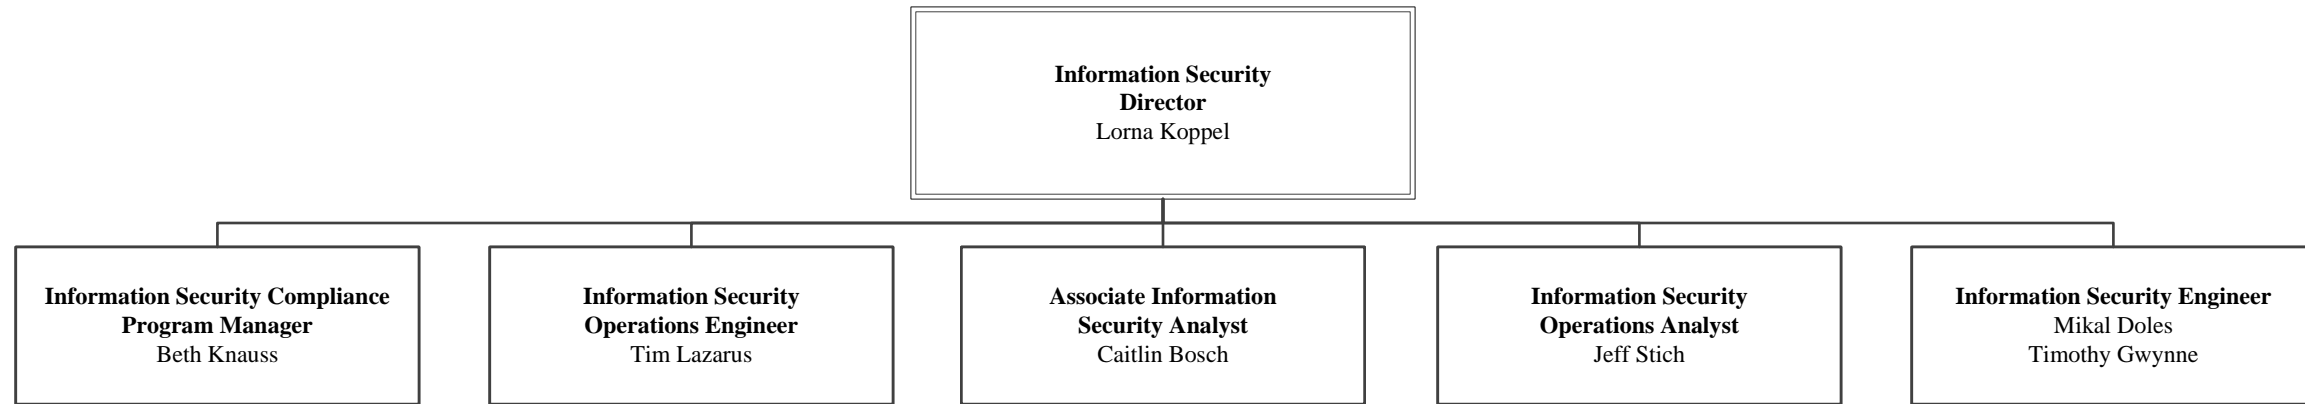 Information Security
Director
Lorna Koppel
Information Security Compliance
Program Manager
Beth Knauss
Information Security
Operations Engineer
Tim Lazarus
Associate Information
Security Analyst
Caitlin Bosch
Information Security
Operations Analyst
Jeff Stich
Information Security Engineer
Mikal Doles
Timothy Gwynne